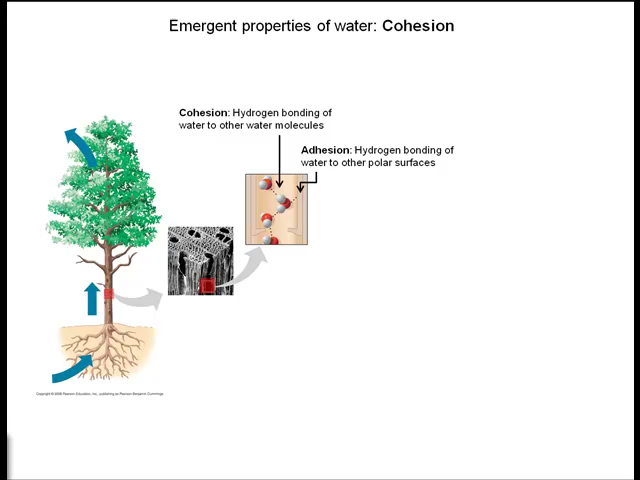 Emergent properties of water: Cohesion
Cohesion: Hydrogen bonding of
water to other water molecules
Adhesion: Hydrogen bonding of
water to other polar surfaces
Copyright © 2008 Pearson Education, Inc., publishing as Pearson Benjamin Cummings.